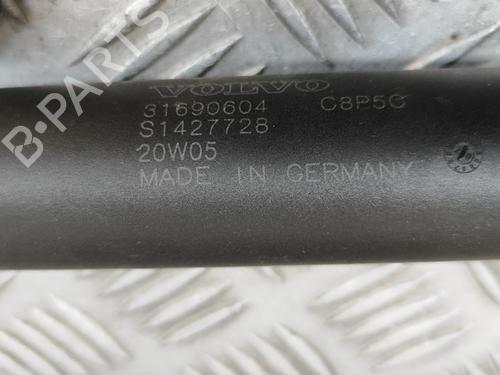 B-PARTS
VOLVO
31690604 C8P5C
S1427728
20W05
MADE IN GERMANY